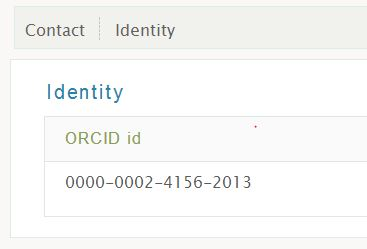 Contact Identity
Identity
ORCID id
0000-0002-4156-2013